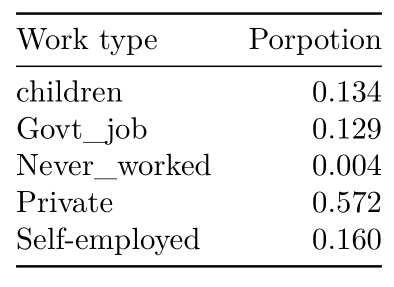 Work type Porpotion
children 0.134
Govt_job 0.129
Never_worked 0.004
Private 0.572
Self-employed 0.160